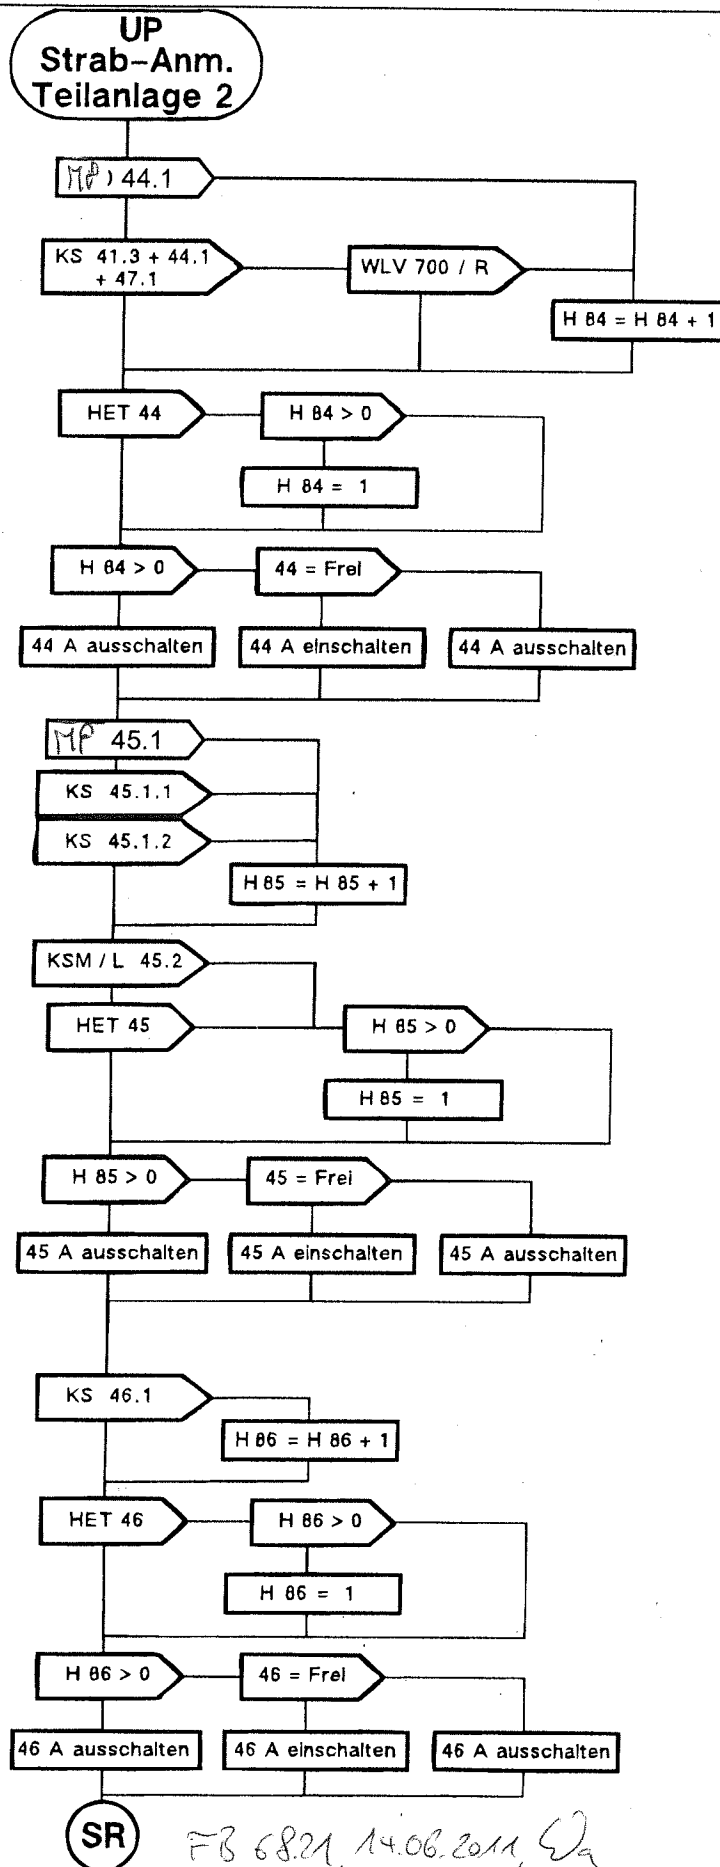 UP
Strab-Anm.
Teilanlage 2
MP ) 44.1
KS 41.3 + 44.1
+ 47.1
WLV 700 / R
H 84 = H 84 + 1
HET 44
H 84 > 0
H 84 = 1
H 84 > 0
44 = Frei
44 A ausschalten
44 A einschalten
44 A ausschalten
MP 45.1
KS 45.1.1
KS 45.1.2
H 85 = H 85 + 1
KSM / L 45.2
HET 45
H 85 > 0
H 85 = 1
H 85 > 0
45 = Frei
45 A ausschalten
45 A einschalten
45 A ausschalten
KS 46.1
H 86 = H 86 + 1
HET 46
H 86 > 0
H 86 = 1
H 86 > 0
46 = Frei
46 A ausschalten
46 A einschalten
46 A ausschalten
SR
FB 68.21, 14.06.2011,